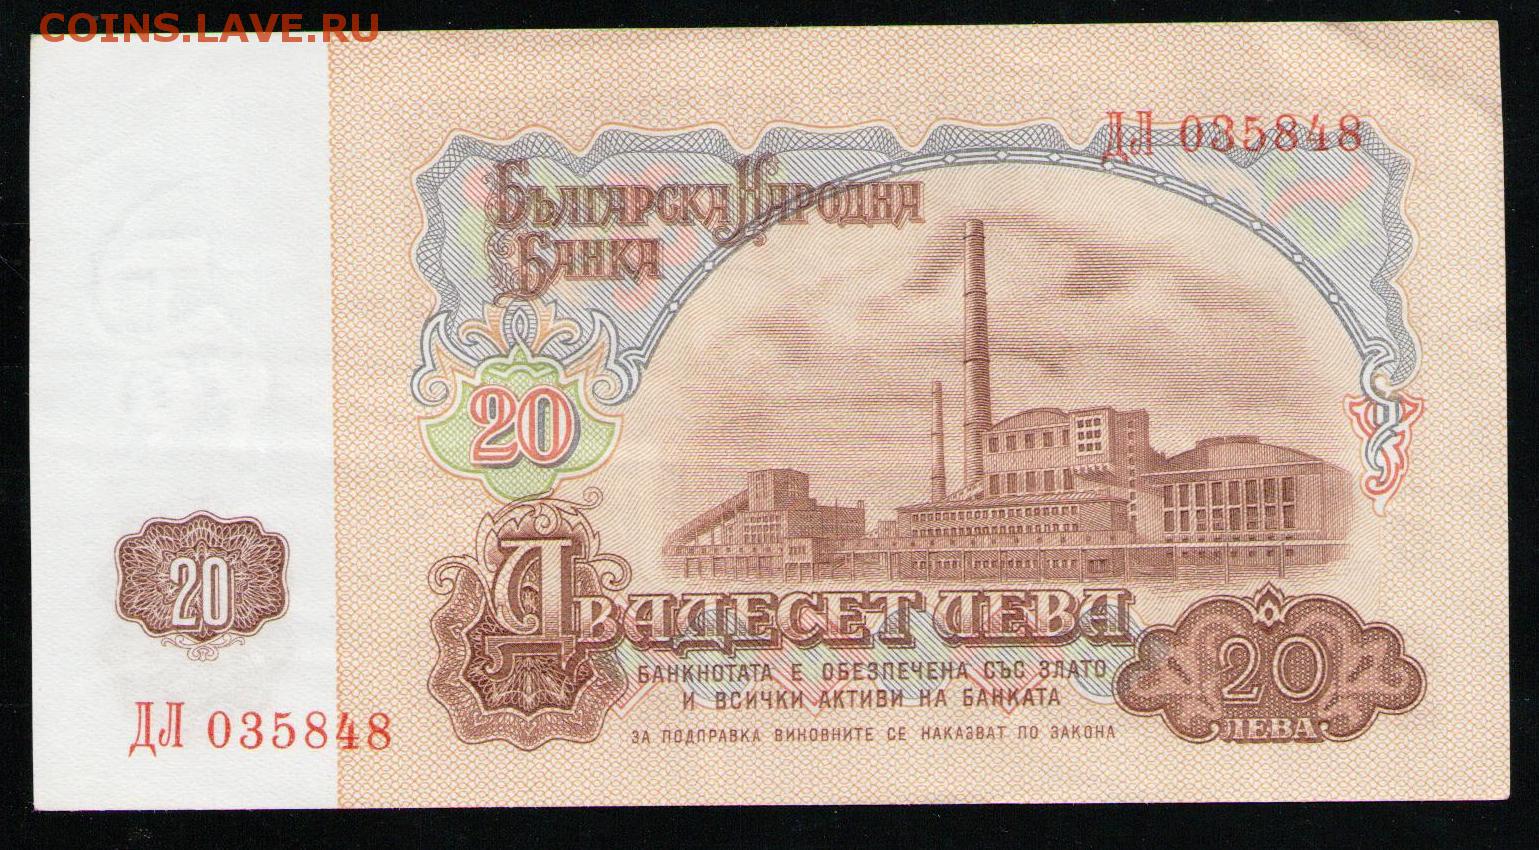 COINS.LAVE.RU
ДЛ 035848
БЪЛГАРСКА НАРОДНА
БАНКА
20
20
ДВАДЕСЕТ ЛЕВА
БАНКНОТАТА Е ОБЕЗПЕЧЕНА СЪС ЗЛАТО
И ВСИЧКИ АКТИВИ НА БАНКАТА
ЗА ПОДПРАВКА ВИНОВНИТЕ СЕ НАКАЗВАТ ПО ЗАКОНА
20
ЛЕВА
ДЛ 035848